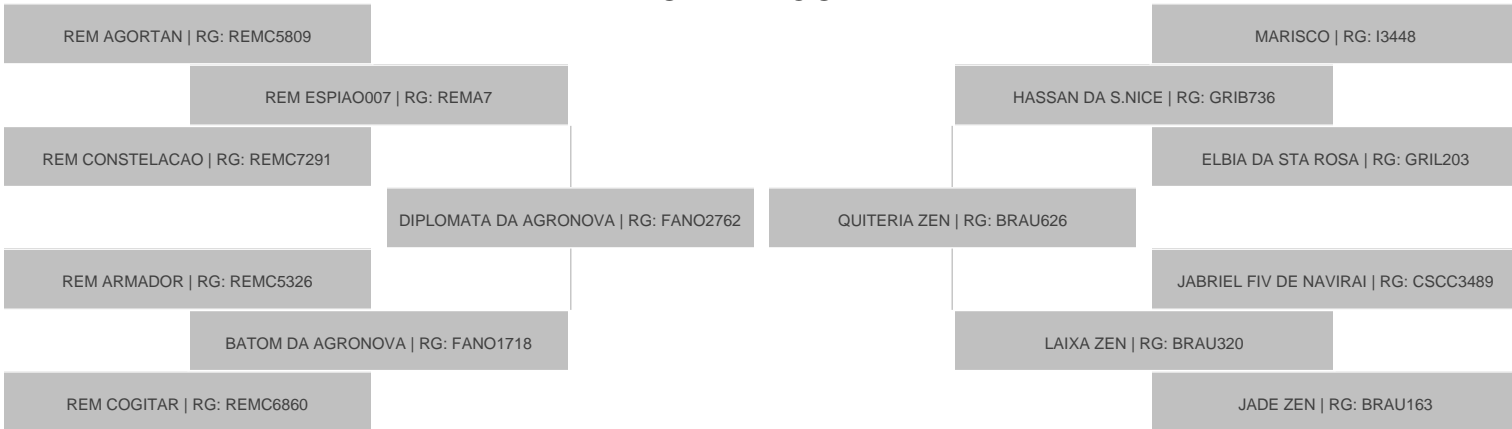 REM AGORTAN | RG: REMC5809
MARISCO | RG: I3448
REM ESPIAO007 | RG: REMA7
HASSAN DA S.NICE | RG: GRIB736
REM CONSTELACAO | RG: REMC7291
ELBIA DA STA ROSA | RG: GRIL203
DIPLOMATA DA AGRONOVA | RG: FANO2762
QUITERIA ZEN | RG: BRAU626
REM ARMADOR | RG: REMC5326
JABRIEL FIV DE NAVIRAI | RG: CSCC3489
BATOM DA AGRONOVA | RG: FANO1718
LAIXA ZEN | RG: BRAU320
REM COGITAR | RG: REMC6860
JADE ZEN | RG: BRAU163